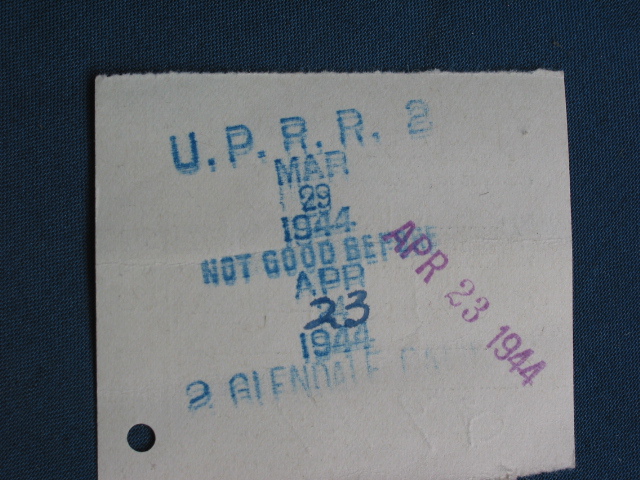 U.P.R.R. 2
MAR
29
1944
NOT GOOD BEFORE
APR
23
1944
2 GLENDALE
APR 23 1944